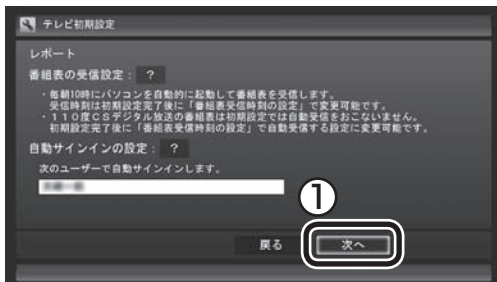 テレビ初期設定
レポート
番組表の受信設定： ？
・毎朝10時にパソコンを自動的に起動して番組表を受信します。
受信時刻は初期設定完了後に「番組表受信時刻の設定」で変更可能です。
・１１０度ＣＳデジタル放送の番組表は初期設定では自動受信をおこないません。
初期設定完了後に「番組表受信時刻の設定」で自動受信する設定に変更可能です。
自動サインインの設定： ？
次のユーザーで自動サインインします。
①
戻る 次へ